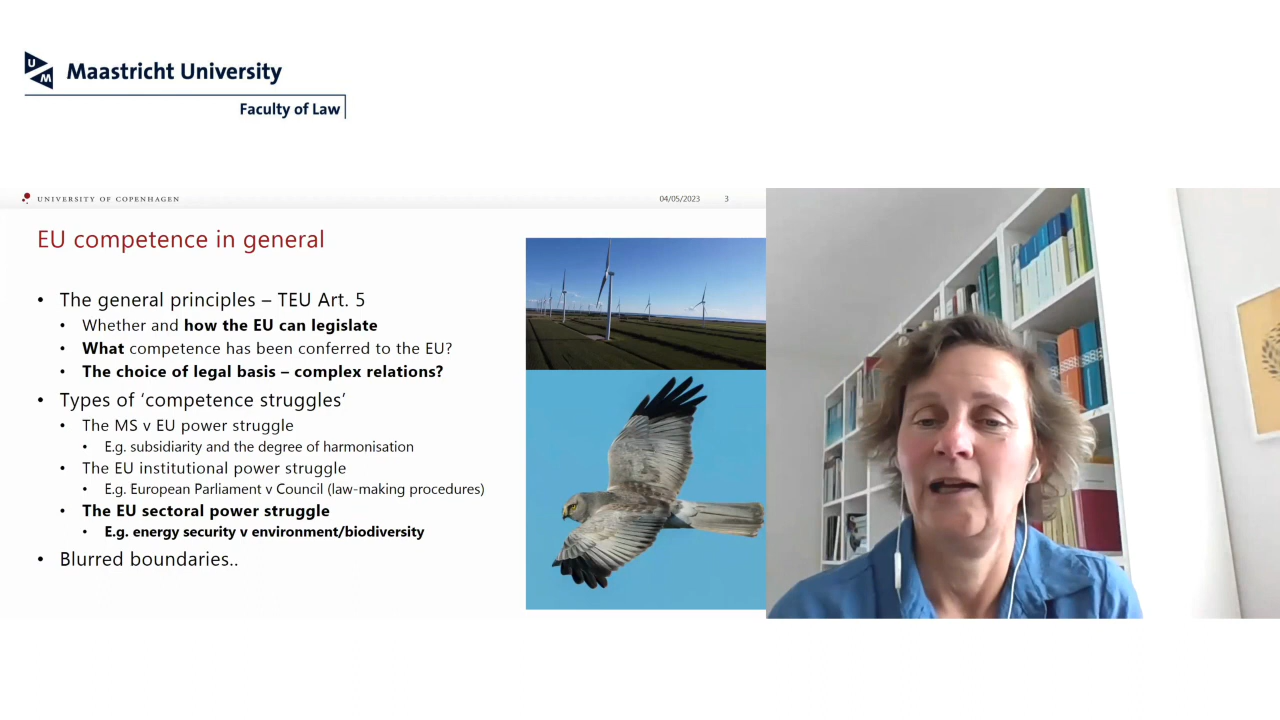 U
M
Maastricht University
Faculty of Law
UNIVERSITY OF COPENHAGEN
04/05/2023 3
EU competence in general
• The general principles – TEU Art. 5
• Whether and how the EU can legislate
• What competence has been conferred to the EU?
• The choice of legal basis – complex relations?
• Types of ‘competence struggles’
• The MS v EU power struggle
• E.g. subsidiarity and the degree of harmonisation
• The EU institutional power struggle
• E.g. European Parliament v Council (law-making procedures)
• The EU sectoral power struggle
• E.g. energy security v environment/biodiversity
• Blurred boundaries..